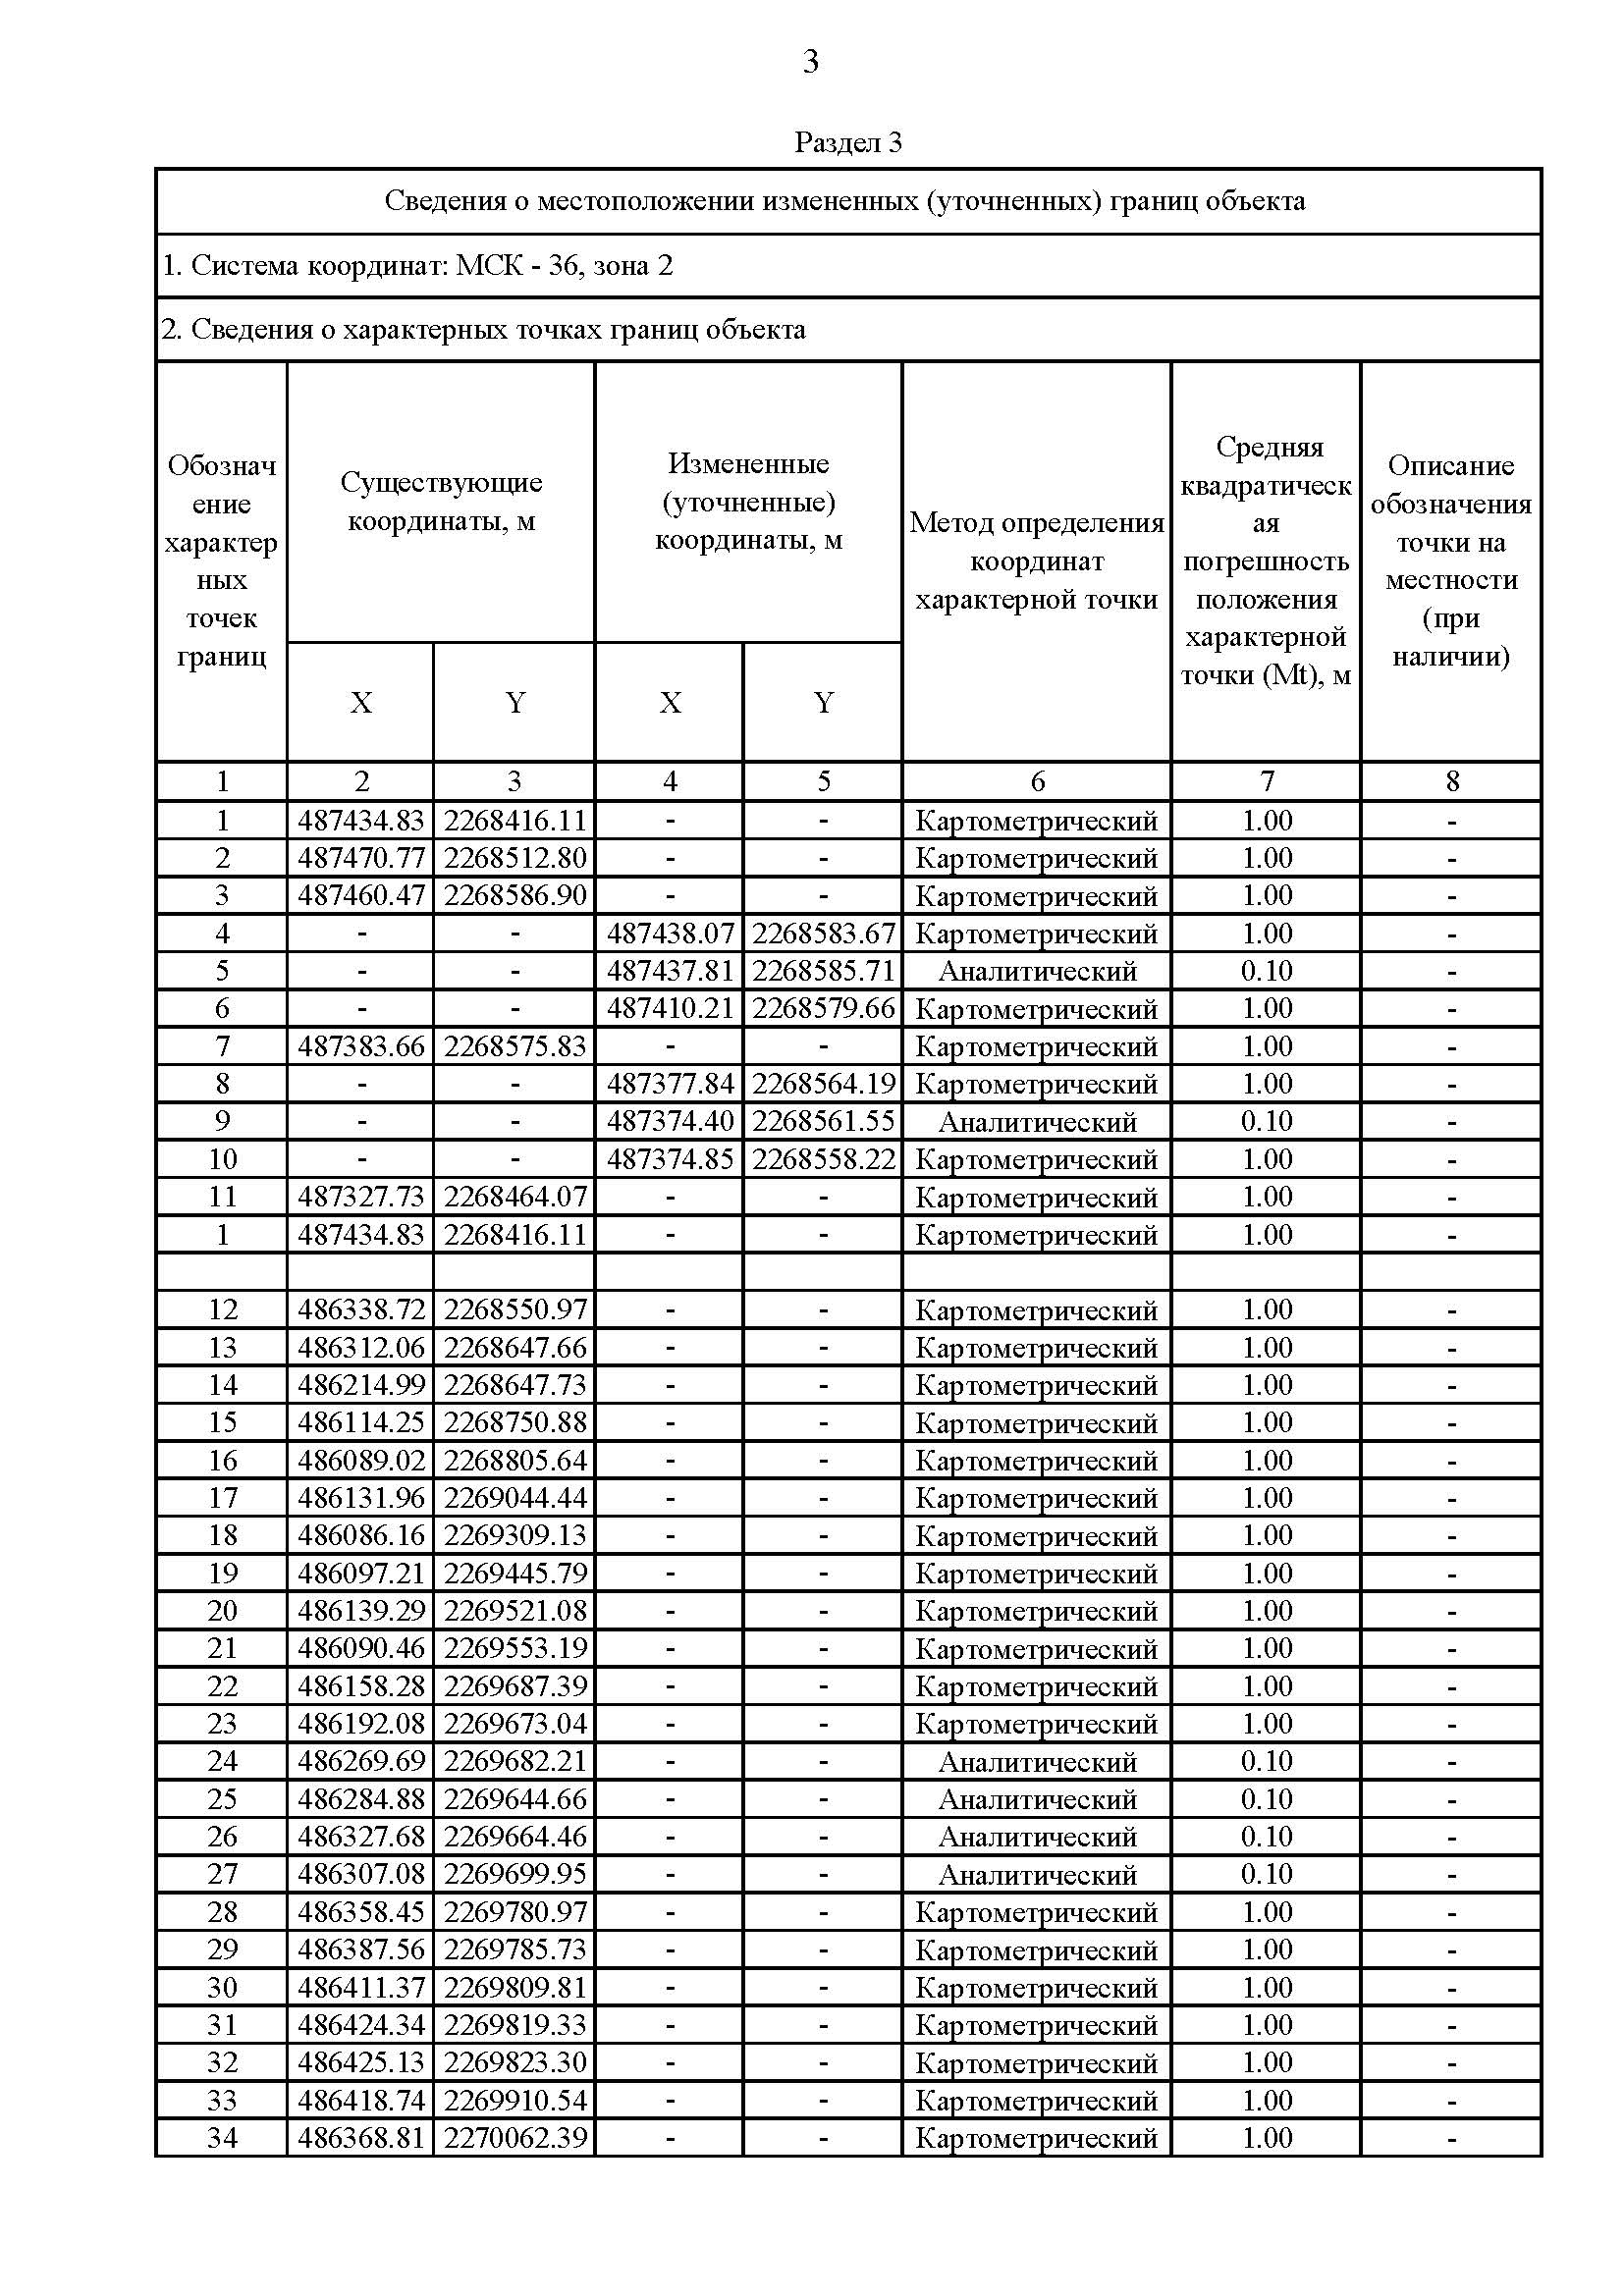 3
Раздел 3
Сведения о местоположении измененных (уточненных) границ объекта
1. Система координат: МСК - 36, зона 2
2. Сведения о характерных точках границ объекта
Обознач
ение
характер
ных
точек
границ
Существующие
координаты, м
Измененные
(уточненные)
координаты, м
Метод определения
координат
характерной точки
Средняя
квадратическ
ая
погрешность
положения
характерной
точки (Mt), м
Описание
обозначения
точки на
местности
(при
наличии)
X Y X Y
1 2 3 4 5 6 7 8
1 487434.83 2268416.11 - - Картометрический 1.00 -
2 487470.77 2268512.80 - - Картометрический 1.00 -
3 487460.47 2268586.90 - - Картометрический 1.00 -
4 - - 487438.07 2268583.67 Картометрический 1.00 -
5 - - 487437.81 2268585.71 Аналитический 0.10 -
6 - - 487410.21 2268579.66 Картометрический 1.00 -
7 487383.66 2268575.83 - - Картометрический 1.00 -
8 - - 487377.84 2268564.19 Картометрический 1.00 -
9 - - 487374.40 2268561.55 Аналитический 0.10 -
10 - - 487374.85 2268558.22 Картометрический 1.00 -
11 487327.73 2268464.07 - - Картометрический 1.00 -
1 487434.83 2268416.11 - - Картометрический 1.00 -
12 486338.72 2268550.97 - - Картометрический 1.00 -
13 486312.06 2268647.66 - - Картометрический 1.00 -
14 486214.99 2268647.73 - - Картометрический 1.00 -
15 486114.25 2268750.88 - - Картометрический 1.00 -
16 486089.02 2268805.64 - - Картометрический 1.00 -
17 486131.96 2269044.44 - - Картометрический 1.00 -
18 486086.16 2269309.13 - - Картометрический 1.00 -
19 486097.21 2269445.79 - - Картометрический 1.00 -
20 486139.29 2269521.08 - - Картометрический 1.00 -
21 486090.46 2269553.19 - - Картометрический 1.00 -
22 486158.28 2269687.39 - - Картометрический 1.00 -
23 486192.08 2269673.04 - - Картометрический 1.00 -
24 486269.69 2269682.21 - - Аналитический 0.10 -
25 486284.88 2269644.66 - - Аналитический 0.10 -
26 486327.68 2269664.46 - - Аналитический 0.10 -
27 486307.08 2269699.95 - - Аналитический 0.10 -
28 486358.45 2269780.97 - - Картометрический 1.00 -
29 486387.56 2269785.73 - - Картометрический 1.00 -
30 486411.37 2269809.81 - - Картометрический 1.00 -
31 486424.34 2269819.33 - - Картометрический 1.00 -
32 486425.13 2269823.30 - - Картометрический 1.00 -
33 486418.74 2269910.54 - - Картометрический 1.00 -
34 486368.81 2270062.39 - - Картометрический 1.00 -